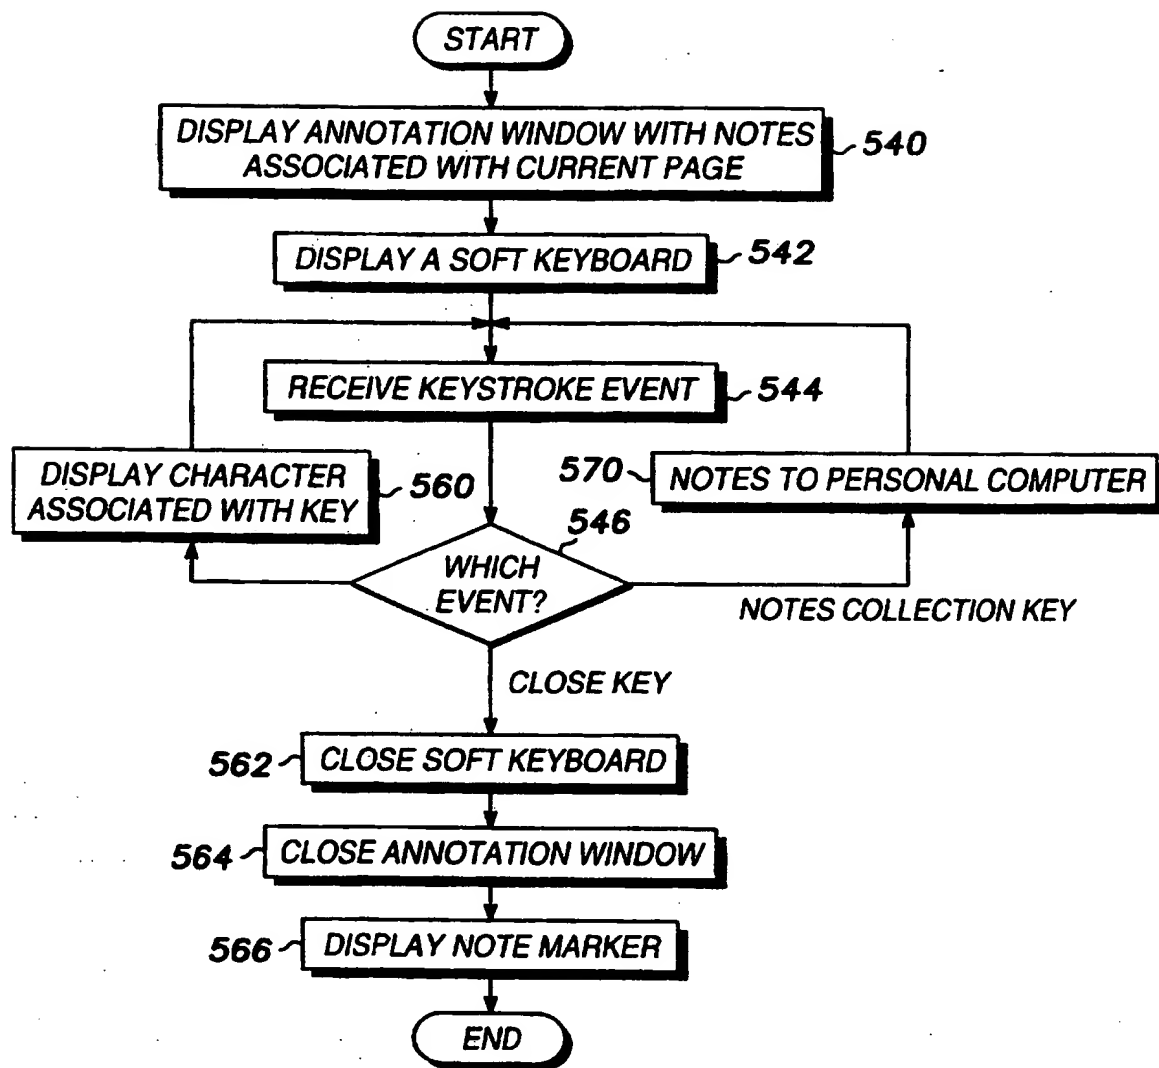 START
DISPLAY ANNOTATION WINDOW WITH NOTES
ASSOCIATED WITH CURRENT PAGE
540
DISPLAY A SOFT KEYBOARD
542
RECEIVE KEYSTROKE EVENT
544
DISPLAY CHARACTER
ASSOCIATED WITH KEY
560
570
NOTES TO PERSONAL COMPUTER
546
WHICH
EVENT?
NOTES COLLECTION KEY
CLOSE KEY
562
CLOSE SOFT KEYBOARD
564
CLOSE ANNOTATION WINDOW
566
DISPLAY NOTE MARKER
END